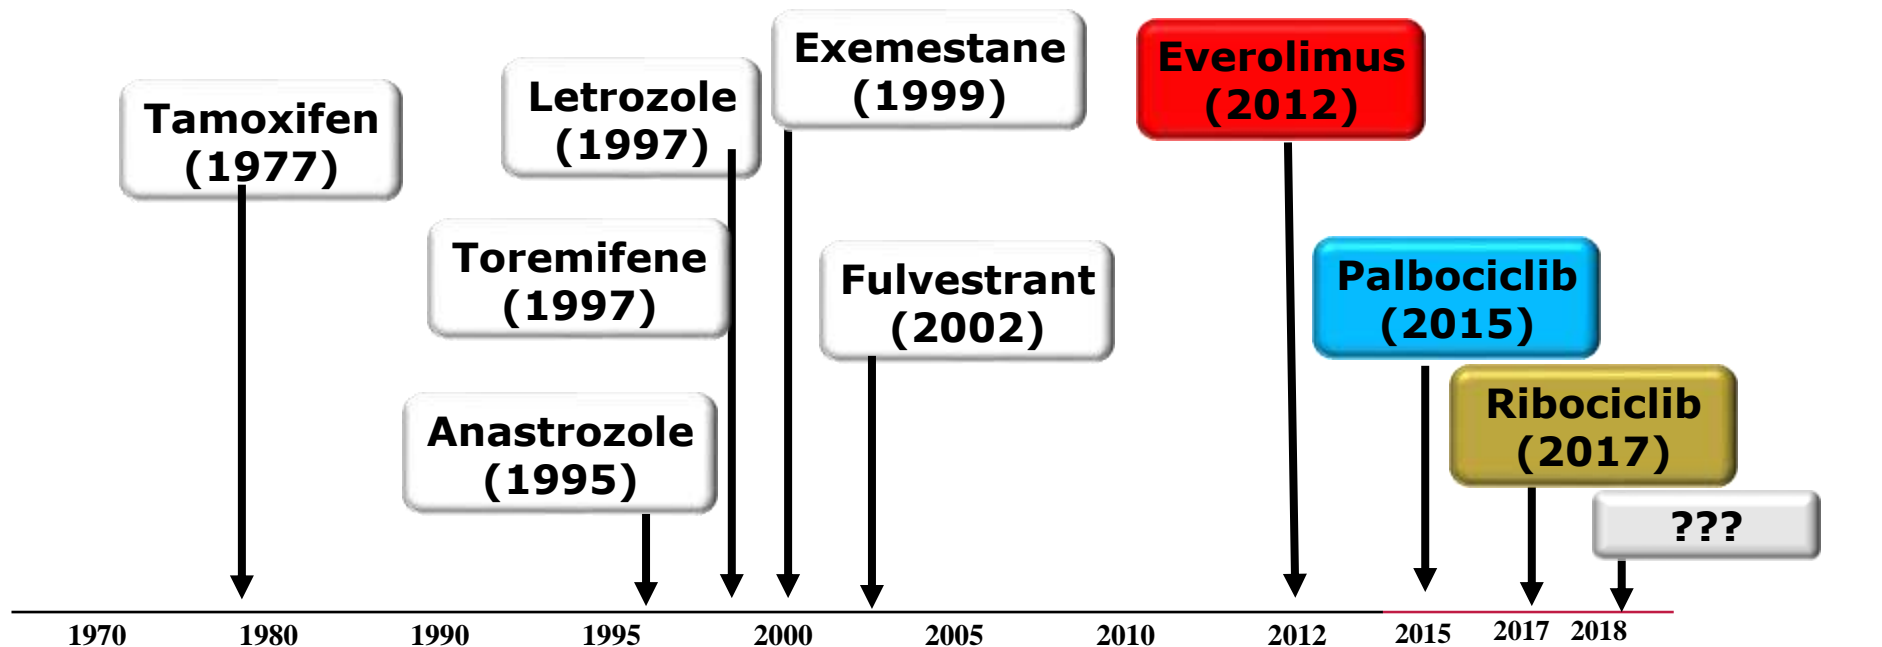 Tamoxifen
(1977)
Letrozole
(1997)
Exemestane
(1999)
Everolimus
(2012)
Toremifene
(1997)
Fulvestrant
(2002)
Palbociclib
(2015)
Anastrozole
(1995)
Ribociclib
(2017)
???
1970 1980 1990 1995 2000 2005 2010 2012 2015 2017 2018